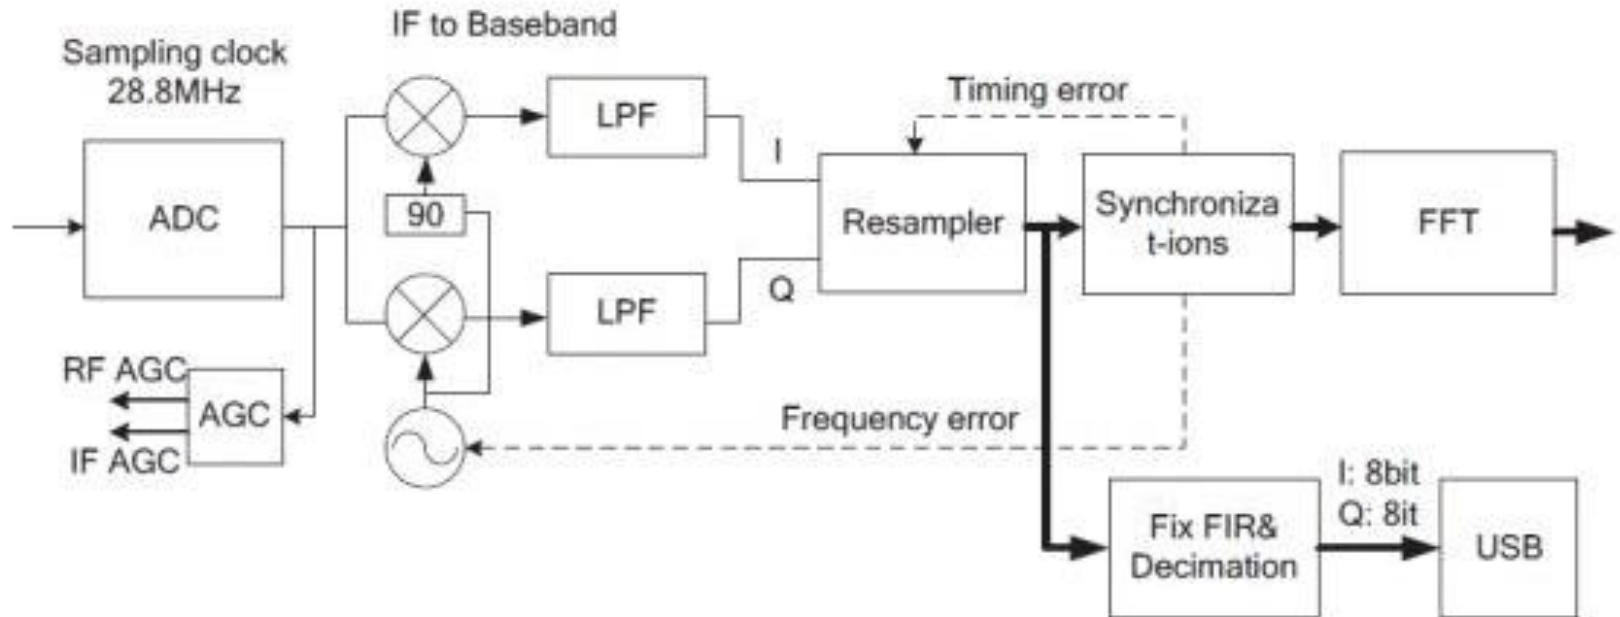 IF to Baseband
Sampling clock
28.8MHz
LPF
Timing error
I
ADC
90
Resampler
Synchroniza
t-ions
FFT
Q
LPF
RF AGC
AGC
IF AGC
Frequency error
I: 8bit
Q: 8it
Fix FIR&
Decimation
USB